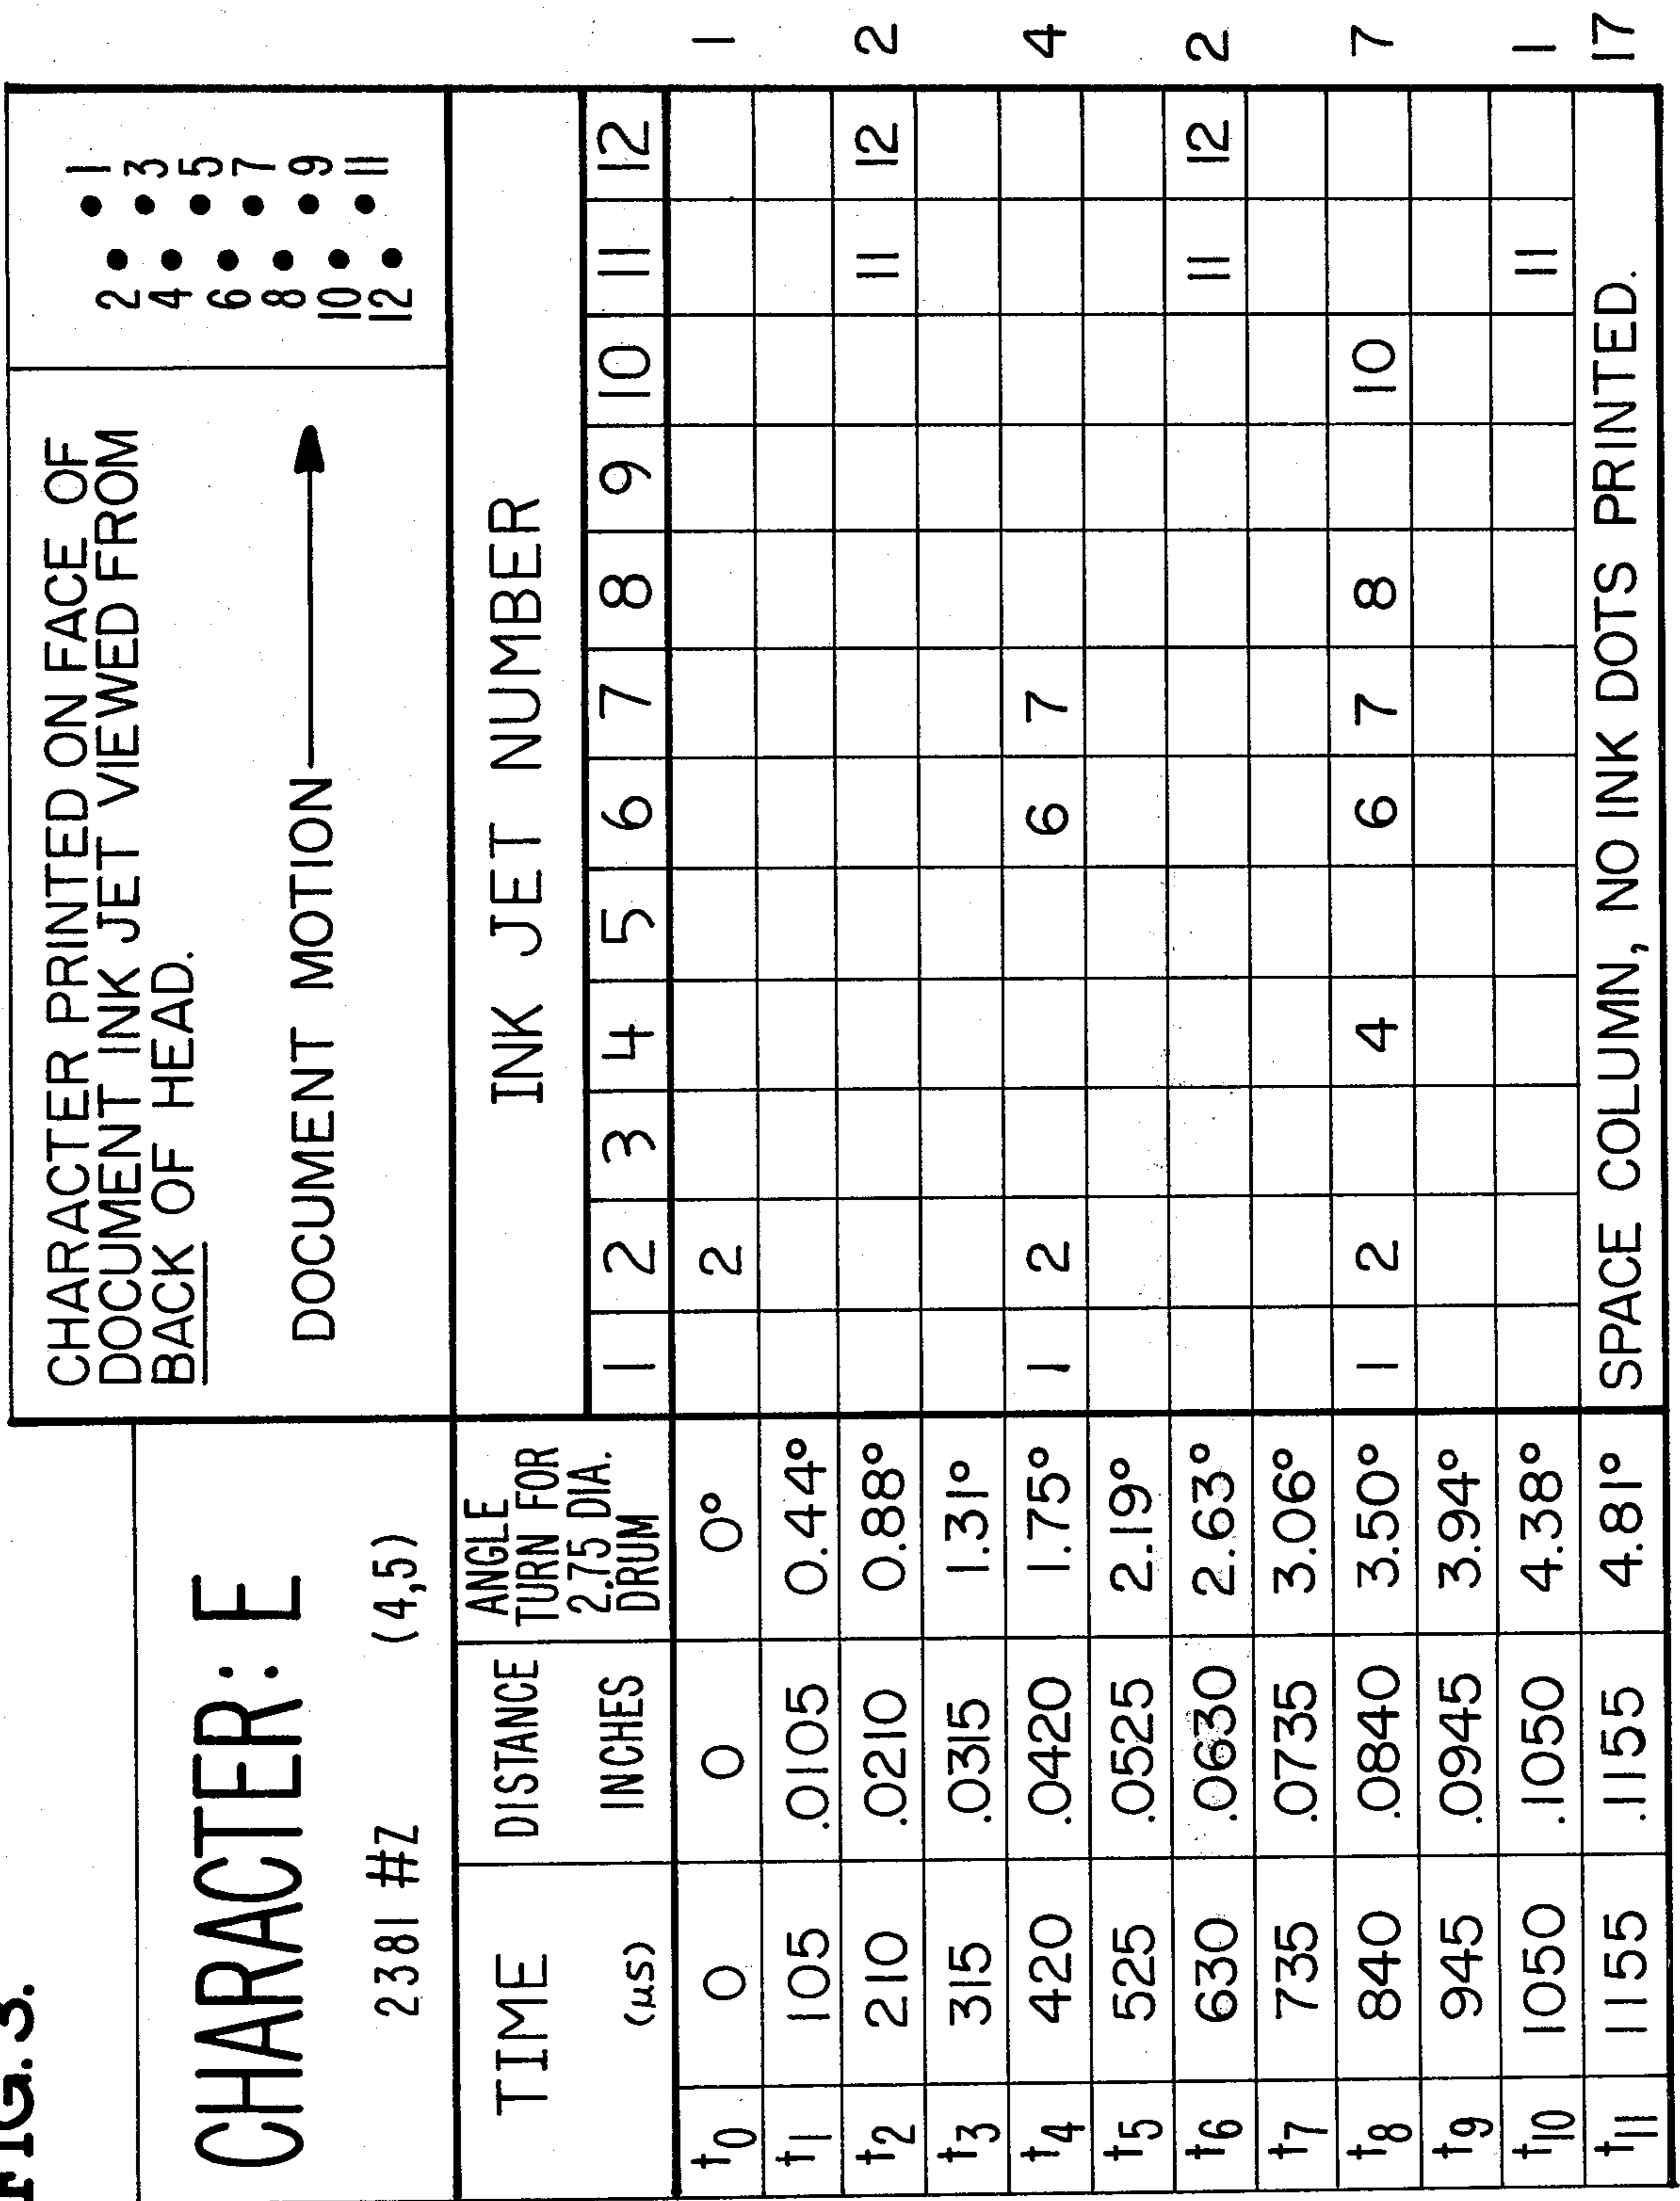 FIG. 3.
CHARACTER: E
2381 #Z (4,5)
CHARACTER PRINTED ON FACE OF
DOCUMENT INK JET VIEWED FROM
BACK OF HEAD.
DOCUMENT MOTION
1
2
3
4
5
6
7
8
9
10
11
12
TIME (µs) DISTANCE INCHES ANGLE TURN FOR 2.75 DIA. DRUM INK JET NUMBER
1 2 3 4 5 6 7 8 9 10 11 12
t0 0 0 0° 2 1
t1 105 .0105 0.44°
t2 210 .0210 0.88° 11 12 2
t3 315 .0315 1.31°
t4 420 .0420 1.75° 1 2 6 7 4
t5 525 .0525 2.19°
t6 630 .0630 2.63° 11 12 2
t7 735 .0735 3.06°
t8 840 .0840 3.50° 1 2 4 6 7 8 10 7
t9 945 .0945 3.94°
t10 1050 .1050 4.38° 11 1
t11 1155 .1155 4.81° SPACE COLUMN, NO INK DOTS PRINTED. 17